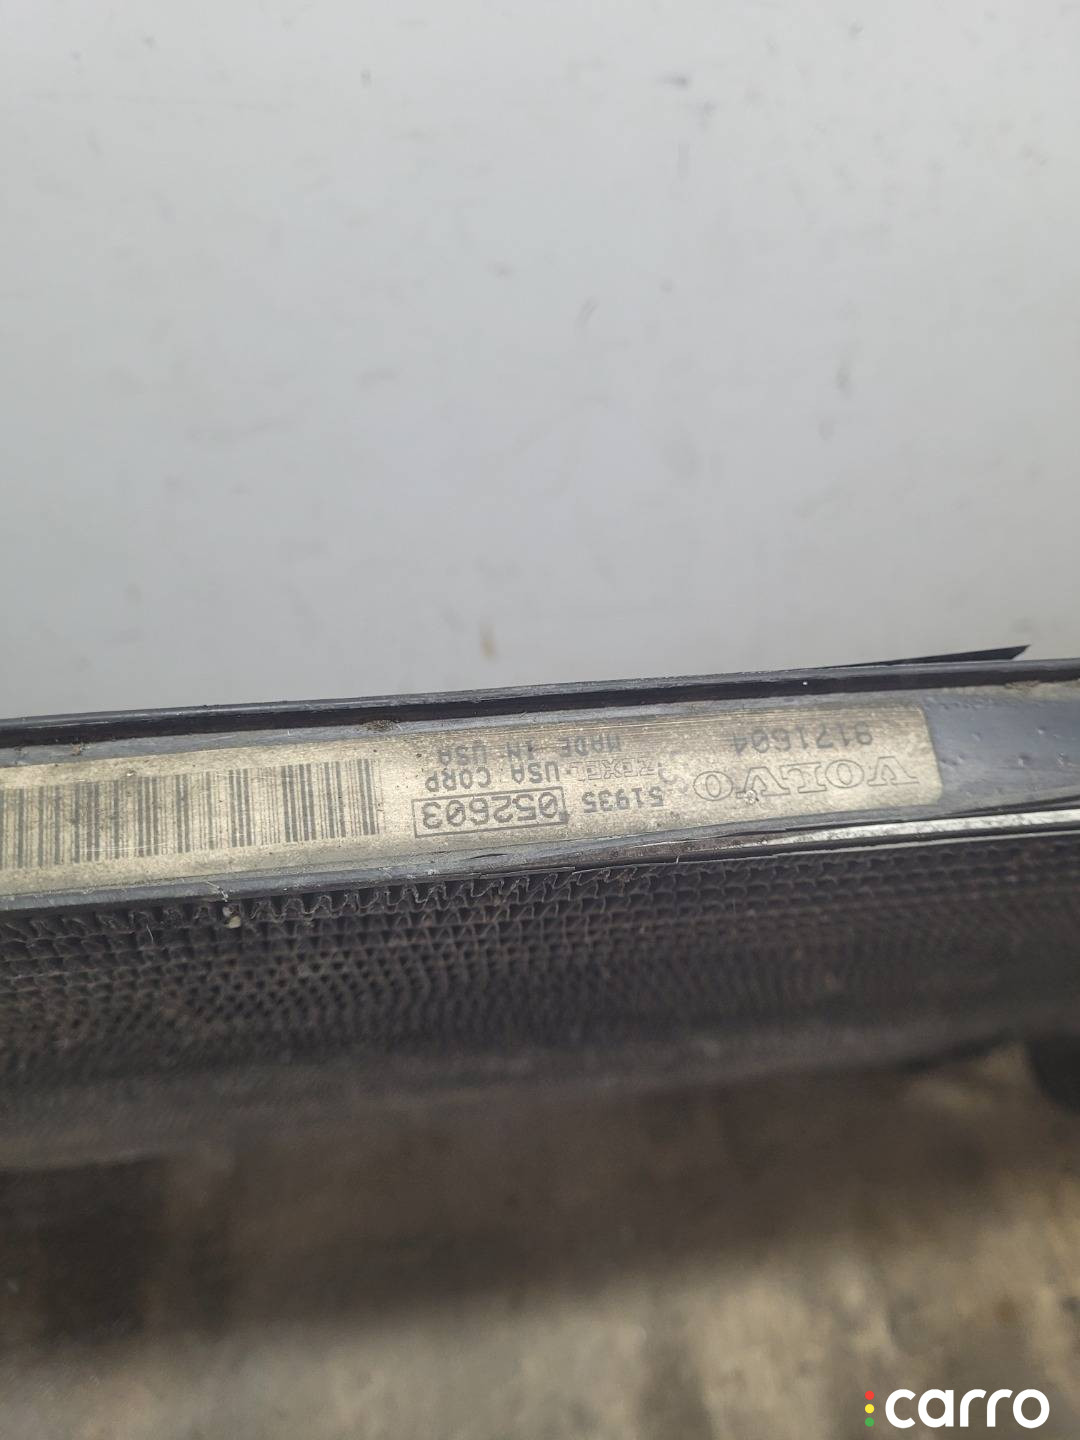 VOLVO
9171604
51935
ZEXEL USA CORP
MADE IN USA
052603
carro